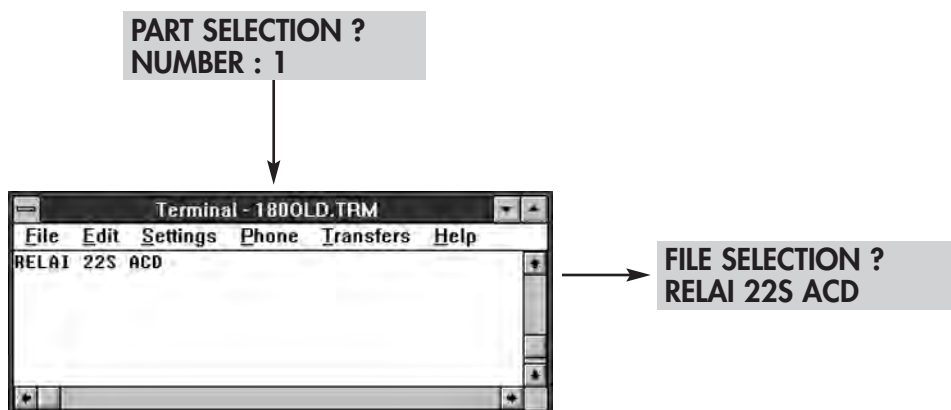 PART SELECTION ?
NUMBER : 1
Terminal - 180OLD.TRM
File Edit Settings Phone Transfers Help
RELAI 22S ACD
FILE SELECTION ?
RELAI 22S ACD